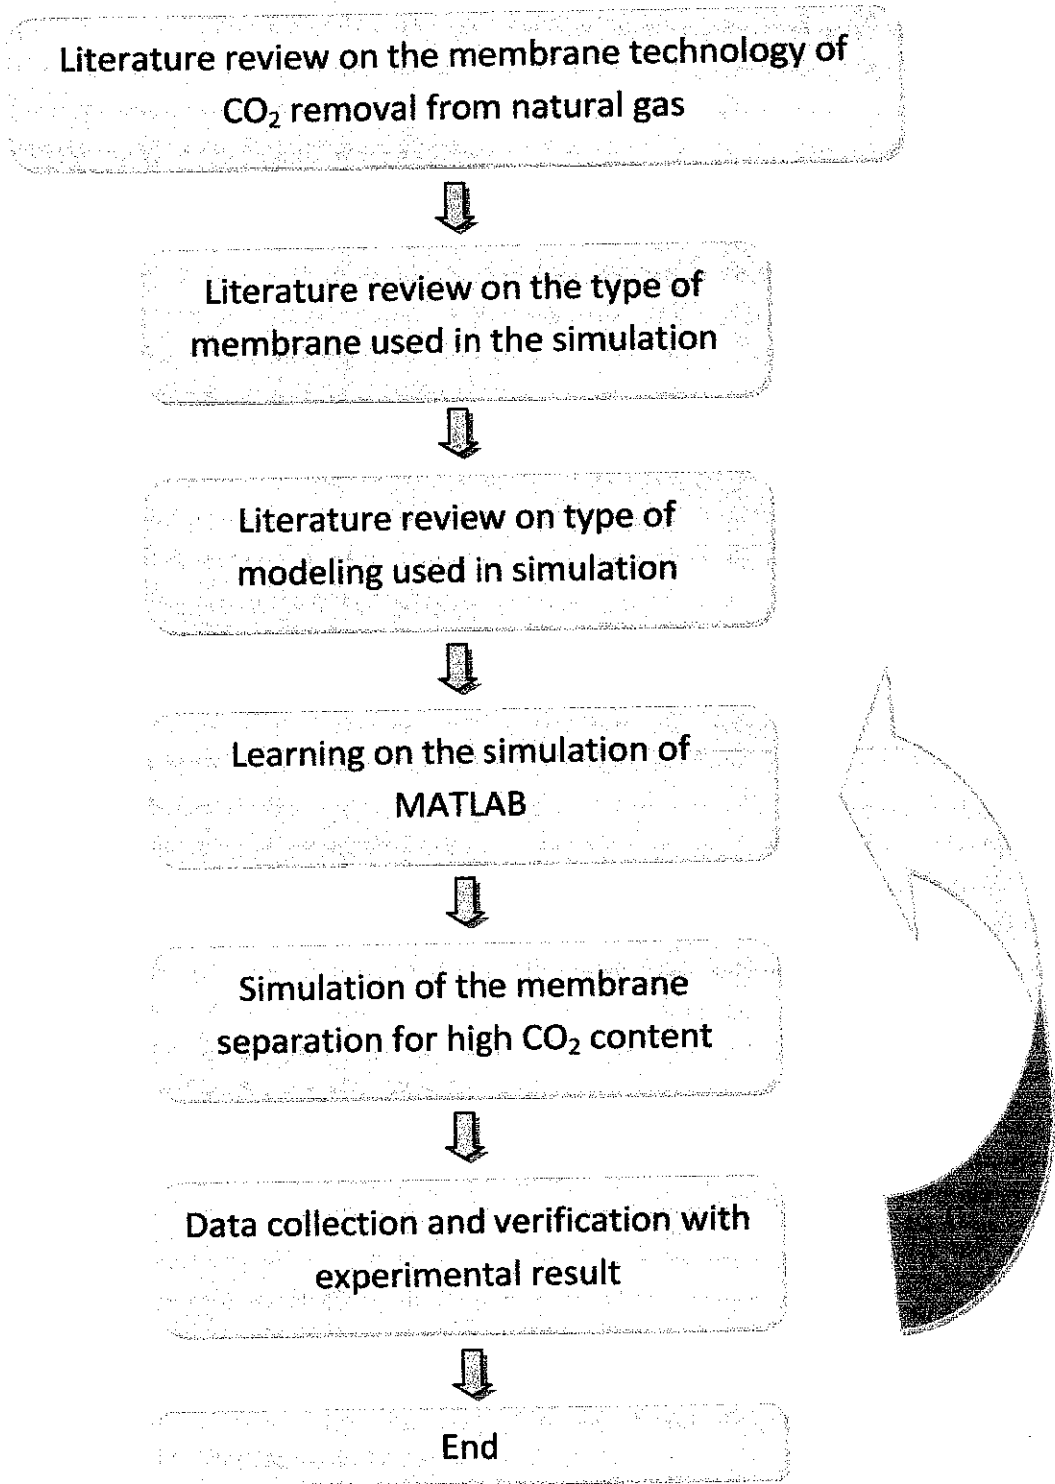 Literature review on the membrane technology of
CO₂ removal from natural gas
Literature review on the type of
membrane used in the simulation
Literature review on type of
modeling used in simulation
Learning on the simulation of
MATLAB
Simulation of the membrane
separation for high CO₂ content
Data collection and verification with
experimental result
End